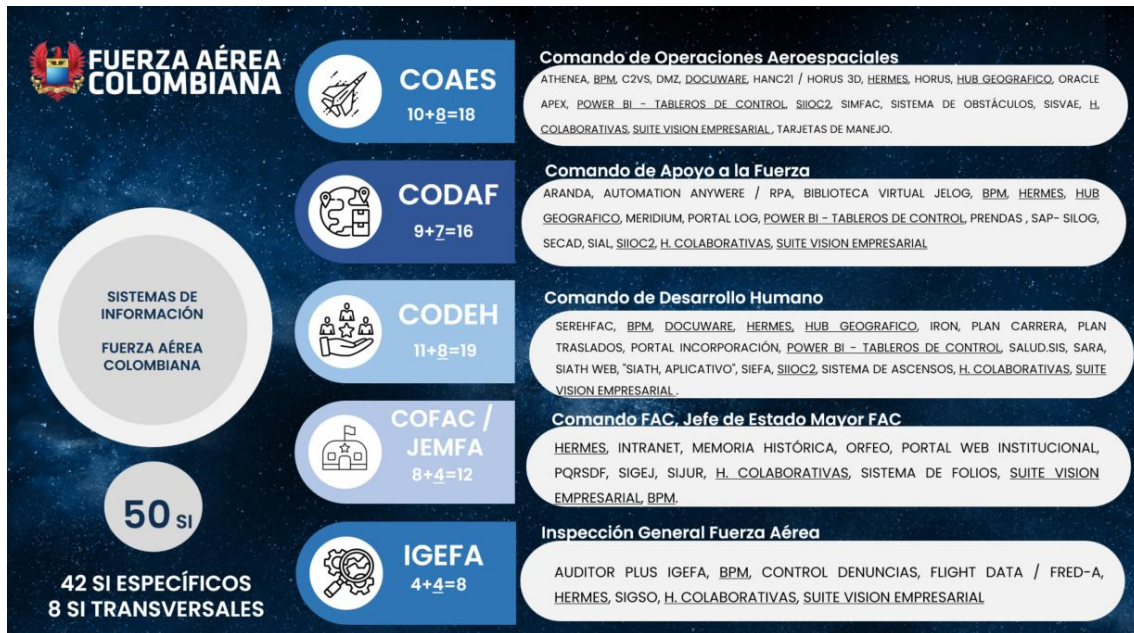 FUERZA AÉREA
COLOMBIANA
SISTEMAS DE
INFORMACIÓN
FUERZA AÉREA
COLOMBIANA
50 SI
42 SI ESPECÍFICOS
8 SI TRANSVERSALES
COAES
10+8=18
Comando de Operaciones Aeroespaciales
ATHENEA, BPM, C2VS, DMZ, DOCUWARE, HANC21 / HORUS 3D, HERMES, HORUS, HUB GEOGRAFICO, ORACLE
APEX, POWER BI - TABLEROS DE CONTROL, SIIOC2, SIMFAC, SISTEMA DE OBSTÁCULOS, SISVAE, H.
COLABORATIVAS, SUITE VISION EMPRESARIAL , TARJETAS DE MANEJO.
CODAF
9+7=16
Comando de Apoyo a la Fuerza
ARANDA, AUTOMATION ANYWERE / RPA, BIBLIOTECA VIRTUAL JELOG, BPM, HERMES, HUB
GEOGRAFICO, MERIDIUM, PORTAL LOG, POWER BI - TABLEROS DE CONTROL, PRENDAS , SAP- SILOG,
SECAD, SIAL, SIIOC2, H. COLABORATIVAS, SUITE VISION EMPRESARIAL
CODEH
11+8=19
Comando de Desarrollo Humano
SEREHFAC, BPM, DOCUWARE, HERMES, HUB GEOGRAFICO, IRON, PLAN CARRERA, PLAN
TRASLADOS, PORTAL INCORPORACIÓN, POWER BI - TABLEROS DE CONTROL, SALUD.SIS, SARA,
SIATH WEB, "SIATH, APLICATIVO", SIEFA, SIIOC2, SISTEMA DE ASCENSOS, H. COLABORATIVAS, SUITE
VISION EMPRESARIAL .
COFAC /
JEMFA
8+4=12
Comando FAC, Jefe de Estado Mayor FAC
HERMES, INTRANET, MEMORIA HISTÓRICA, ORFEO, PORTAL WEB INSTITUCIONAL,
PQRSDF, SIGEJ, SIJUR, H. COLABORATIVAS, SISTEMA DE FOLIOS, SUITE VISION
EMPRESARIAL, BPM.
IGEFA
4+4=8
Inspección General Fuerza Aérea
AUDITOR PLUS IGEFA, BPM, CONTROL DENUNCIAS, FLIGHT DATA / FRED-A,
HERMES, SIGSO, H. COLABORATIVAS, SUITE VISION EMPRESARIAL